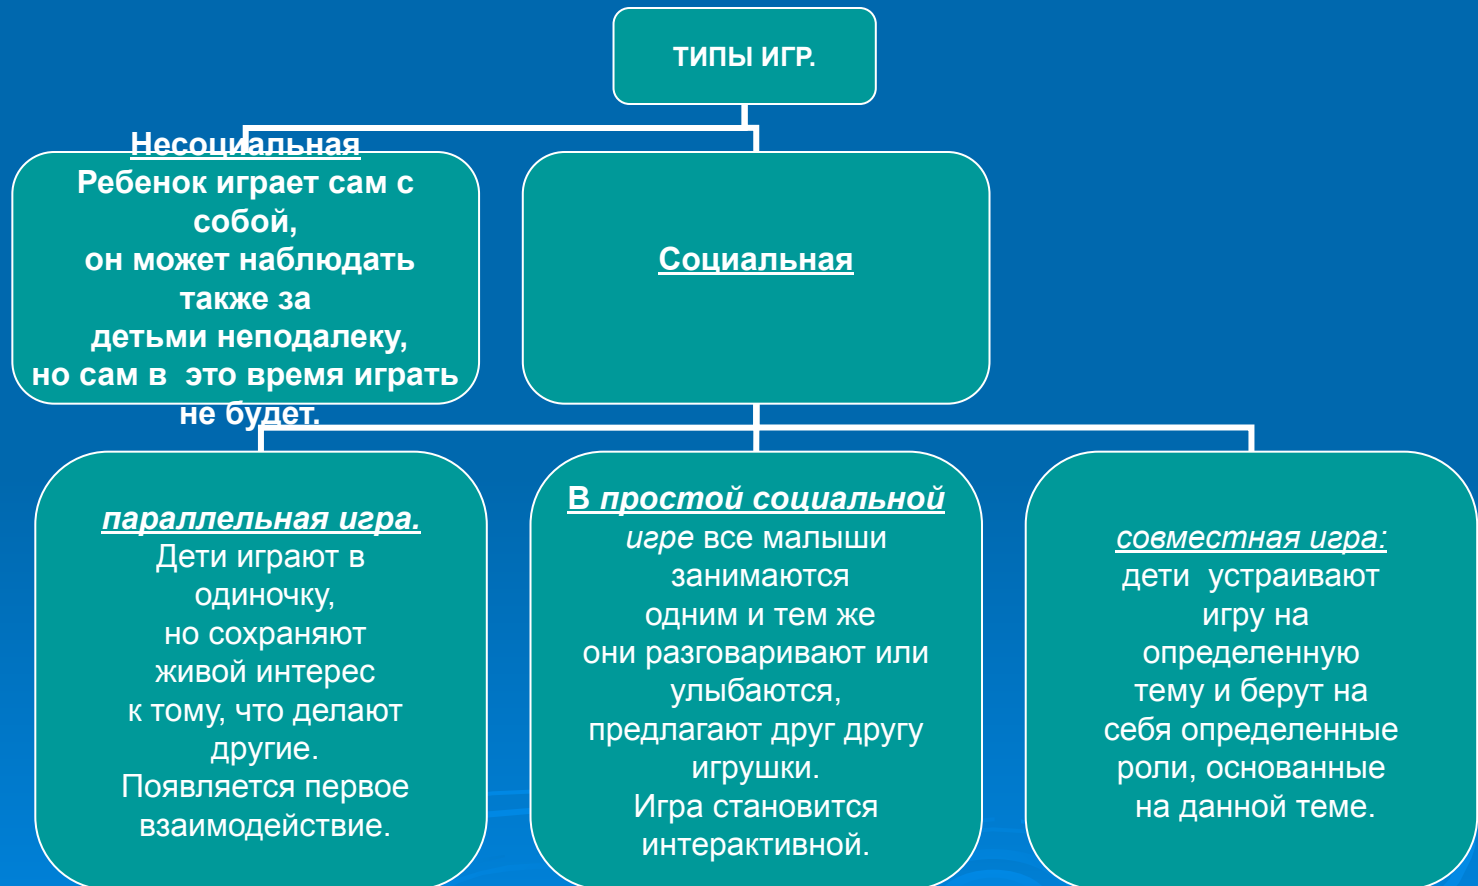 ТИПЫ ИГР.
Несоциальная
Ребенок играет сам с
собой,
он может наблюдать
также за
детьми неподалеку,
но сам в  это время играть
не будет.
Социальная
параллельная игра.
Дети играют в
одиночку,
но сохраняют
живой интерес
к тому, что делают
другие.
Появляется первое
взаимодействие.
В простой социальной
игре все малыши
занимаются
одним и тем же
они разговаривают или
улыбаются,
предлагают друг другу
игрушки.
Игра становится
интерактивной.
совместная игра:
дети  устраивают
игру на
определенную
тему и берут на
себя определенные
роли, основанные
на данной теме.